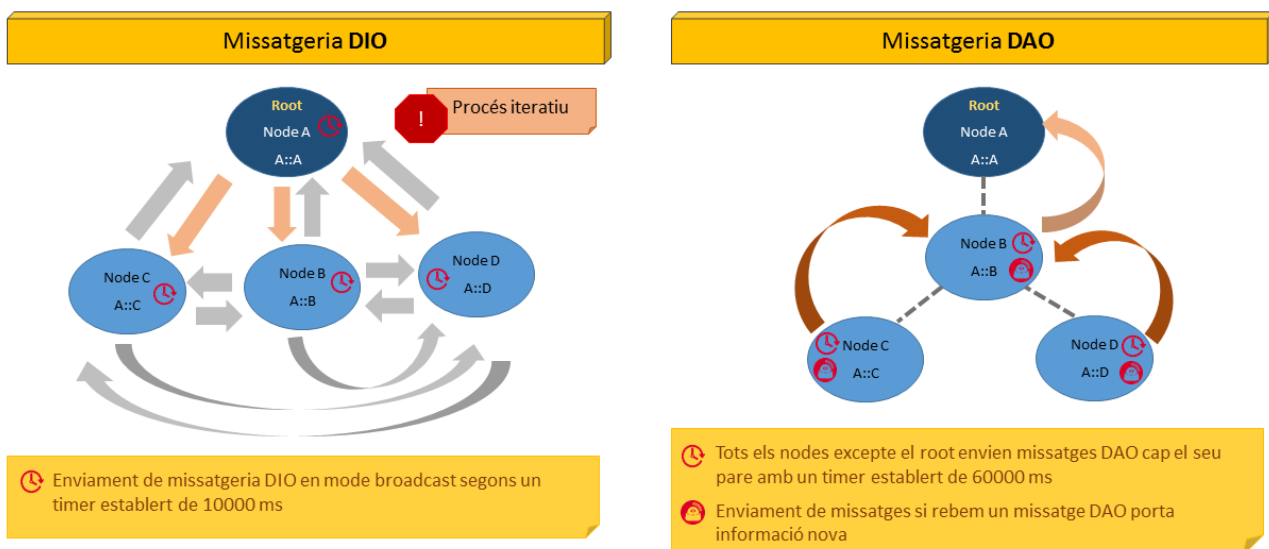 Missatgeria DIO
Root
Node A
A::A
!
Procés iteratiu
Node C
A::C
Node B
A::B
Node D
A::D
Enviament de missatgeria DIO en mode broadcast segons un
timer establert de 10000 ms
Missatgeria DAO
Root
Node A
A::A
Node B
A::B
Node C
A::C
Node D
A::D
Tots els nodes excepte el root envien missatges DAO cap el seu
pare amb un timer establert de 60000 ms
Enviament de missatges si rebem un missatge DAO porta
informació nova